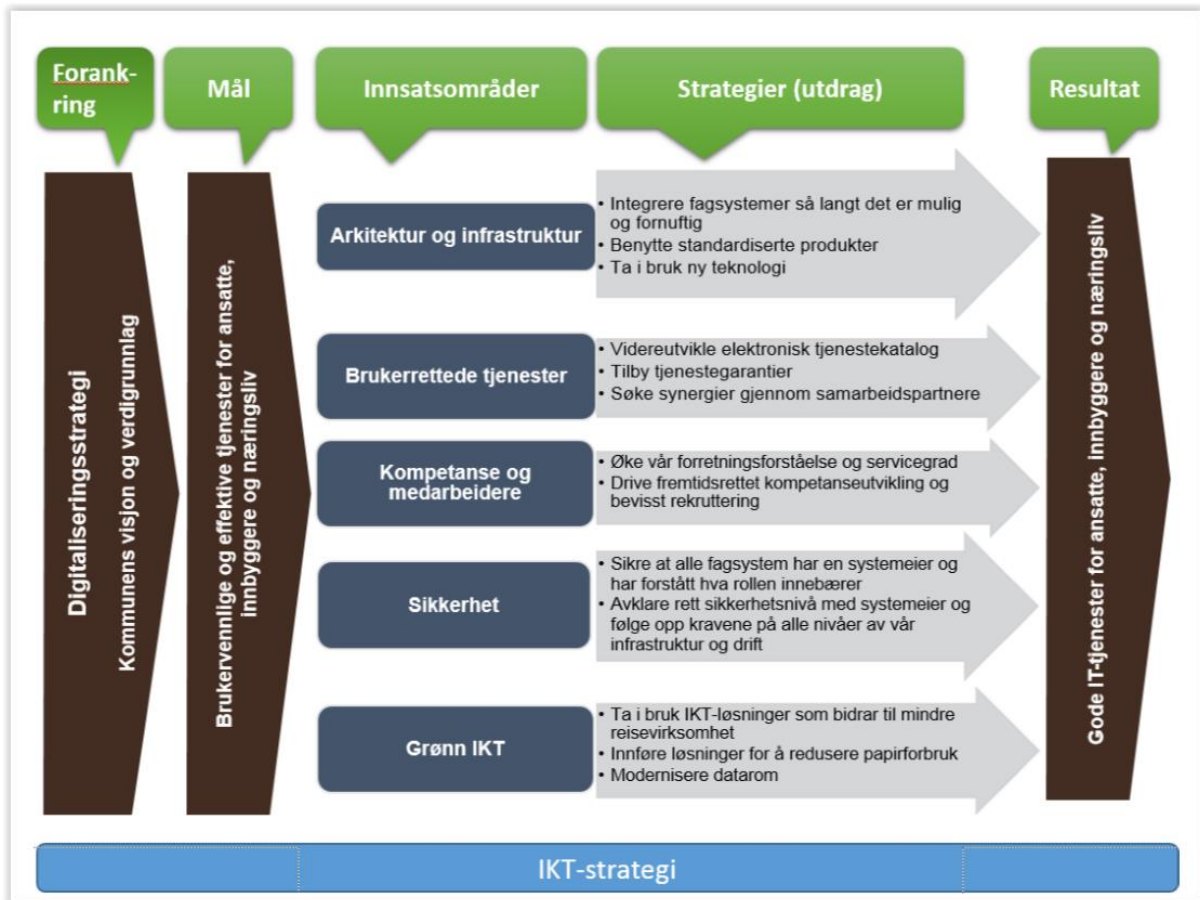 Forank-
ring
Mål
Innsatsområder
Strategier (utdrag)
Resultat
Digitaliseringsstrategi
Kommunens visjon og verdigrunnlag
Brukervennlige og effektive tjenester for ansatte,
innbyggere og næringsliv
Arkitektur og infrastruktur
• Integrere fagsystemer så langt det er mulig
og fornuftig
• Benytte standardiserte produkter
• Ta i bruk ny teknologi
Brukerrettede tjenester
• Videreutvikle elektronisk tjenestekatalog
• Tilby tjenestegarantier
• Søke synergier gjennom samarbeidspartnere
Kompetanse og
medarbeidere
• Øke vår forretningsforståelse og servicegrad
• Drive fremtidsrettet kompetanseutvikling og
bevisst rekruttering
Sikkerhet
• Sikre at alle fagsystem har en systemeier og
har forstått hva rollen innebærer
• Avklare rett sikkerhetsnivå med systemeier og
følge opp kravene på alle nivåer av vår
infrastruktur og drift
Grønn IKT
• Ta i bruk IKT-løsninger som bidrar til mindre
reisevirksomhet
• Innføre løsninger for å redusere papirforbruk
• Modernisere datarom
Gode IT-tjenester for ansatte, innbyggere og næringsliv
IKT-strategi